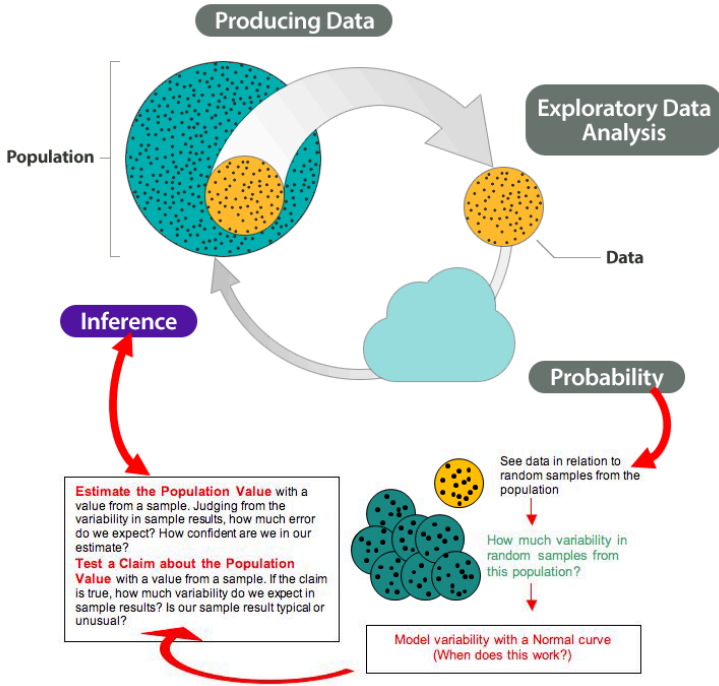 Producing Data
Population
Exploratory Data
Analysis
Data
Inference
Probability
See data in relation to
random samples from the
population
How much variability in
random samples from
this population?
Model variability with a Normal curve
(When does this work?)
Estimate the Population Value with a
value from a sample. Judging from the
variability in sample results, how much error
do we expect? How confident are we in our
estimate?
Test a Claim about the Population
Value with a value from a sample. If the claim
is true, how much variability do we expect in
sample results? Is our sample result typical or
unusual?